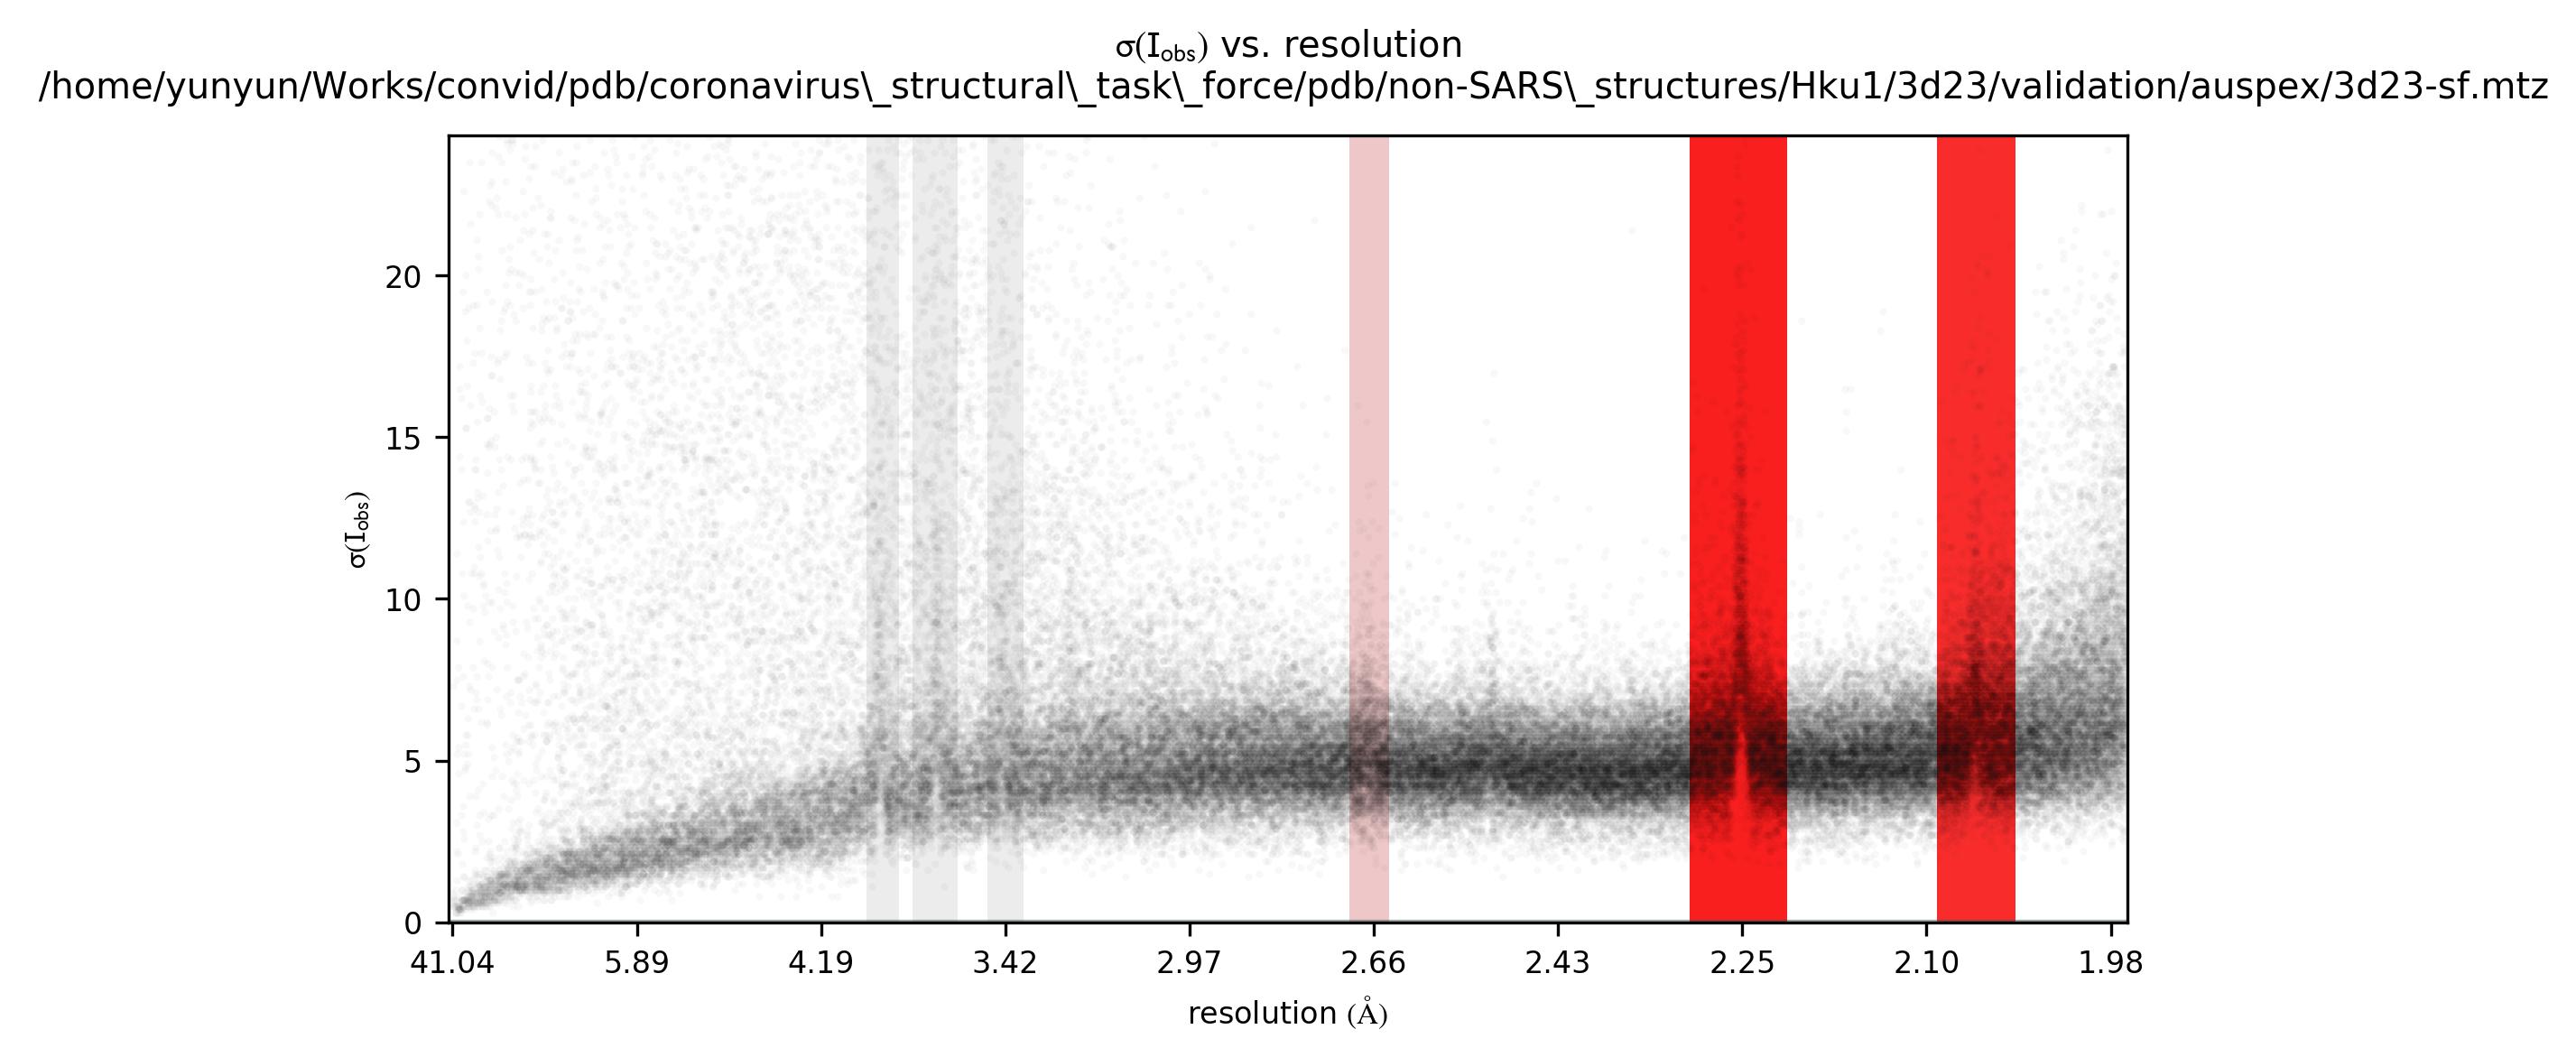 σ(Iobs) vs. resolution
/home/yunyun/Works/convid/pdb/coronavirus\_structural\_task\_force/pdb/non-SARS\_structures/Hku1/3d23/validation/auspex/3d23-sf.mtz
σ(Iobs)
20
15
10
5
0
41.04 5.89 4.19 3.42 2.97 2.66 2.43 2.25 2.10 1.98
resolution (Å)